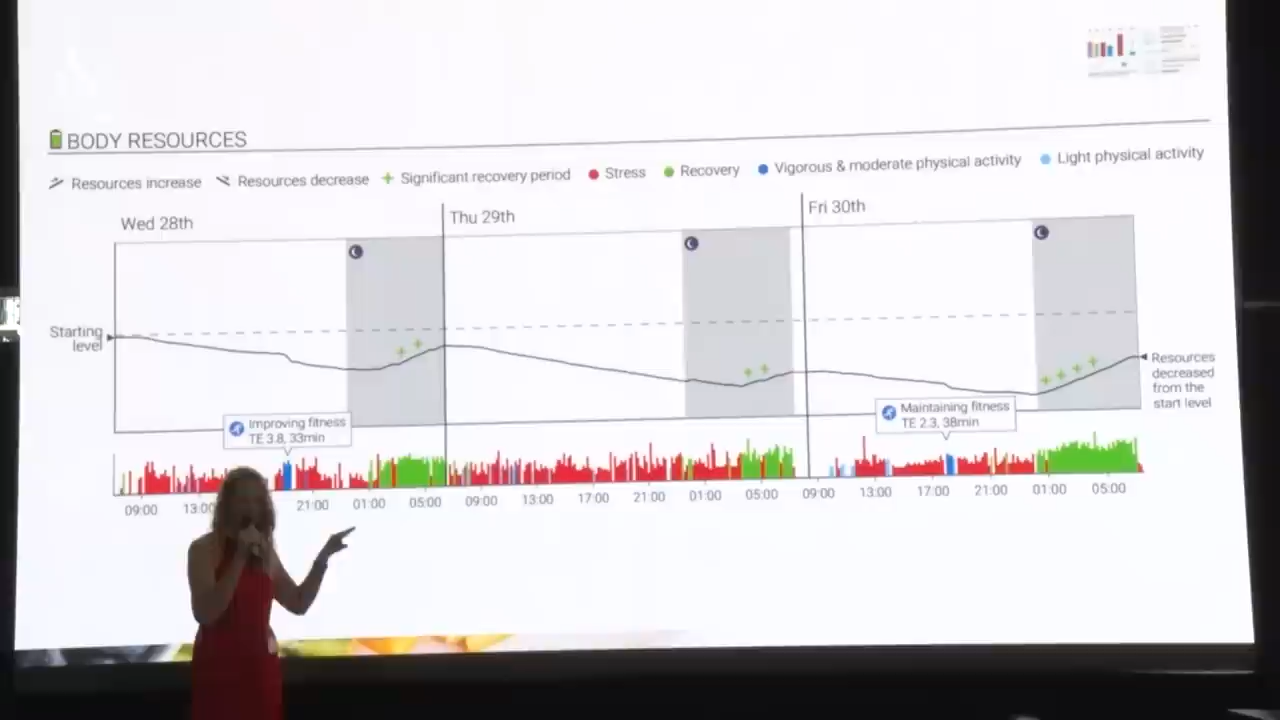 BODY RESOURCES
Resources increase Resources decrease Significant recovery period Stress Recovery Vigorous & moderate physical activity Light physical activity
Wed 28th Thu 29th Fri 30th
Starting
level
Resources
decreased
from the
start level
Improving fitness
TE 3.8, 33min
Maintaining fitness
TE 2.3, 38min
09:00 13:00 21:00 01:00 05:00 09:00 13:00 17:00 21:00 01:00 05:00 09:00 13:00 17:00 21:00 01:00 05:00